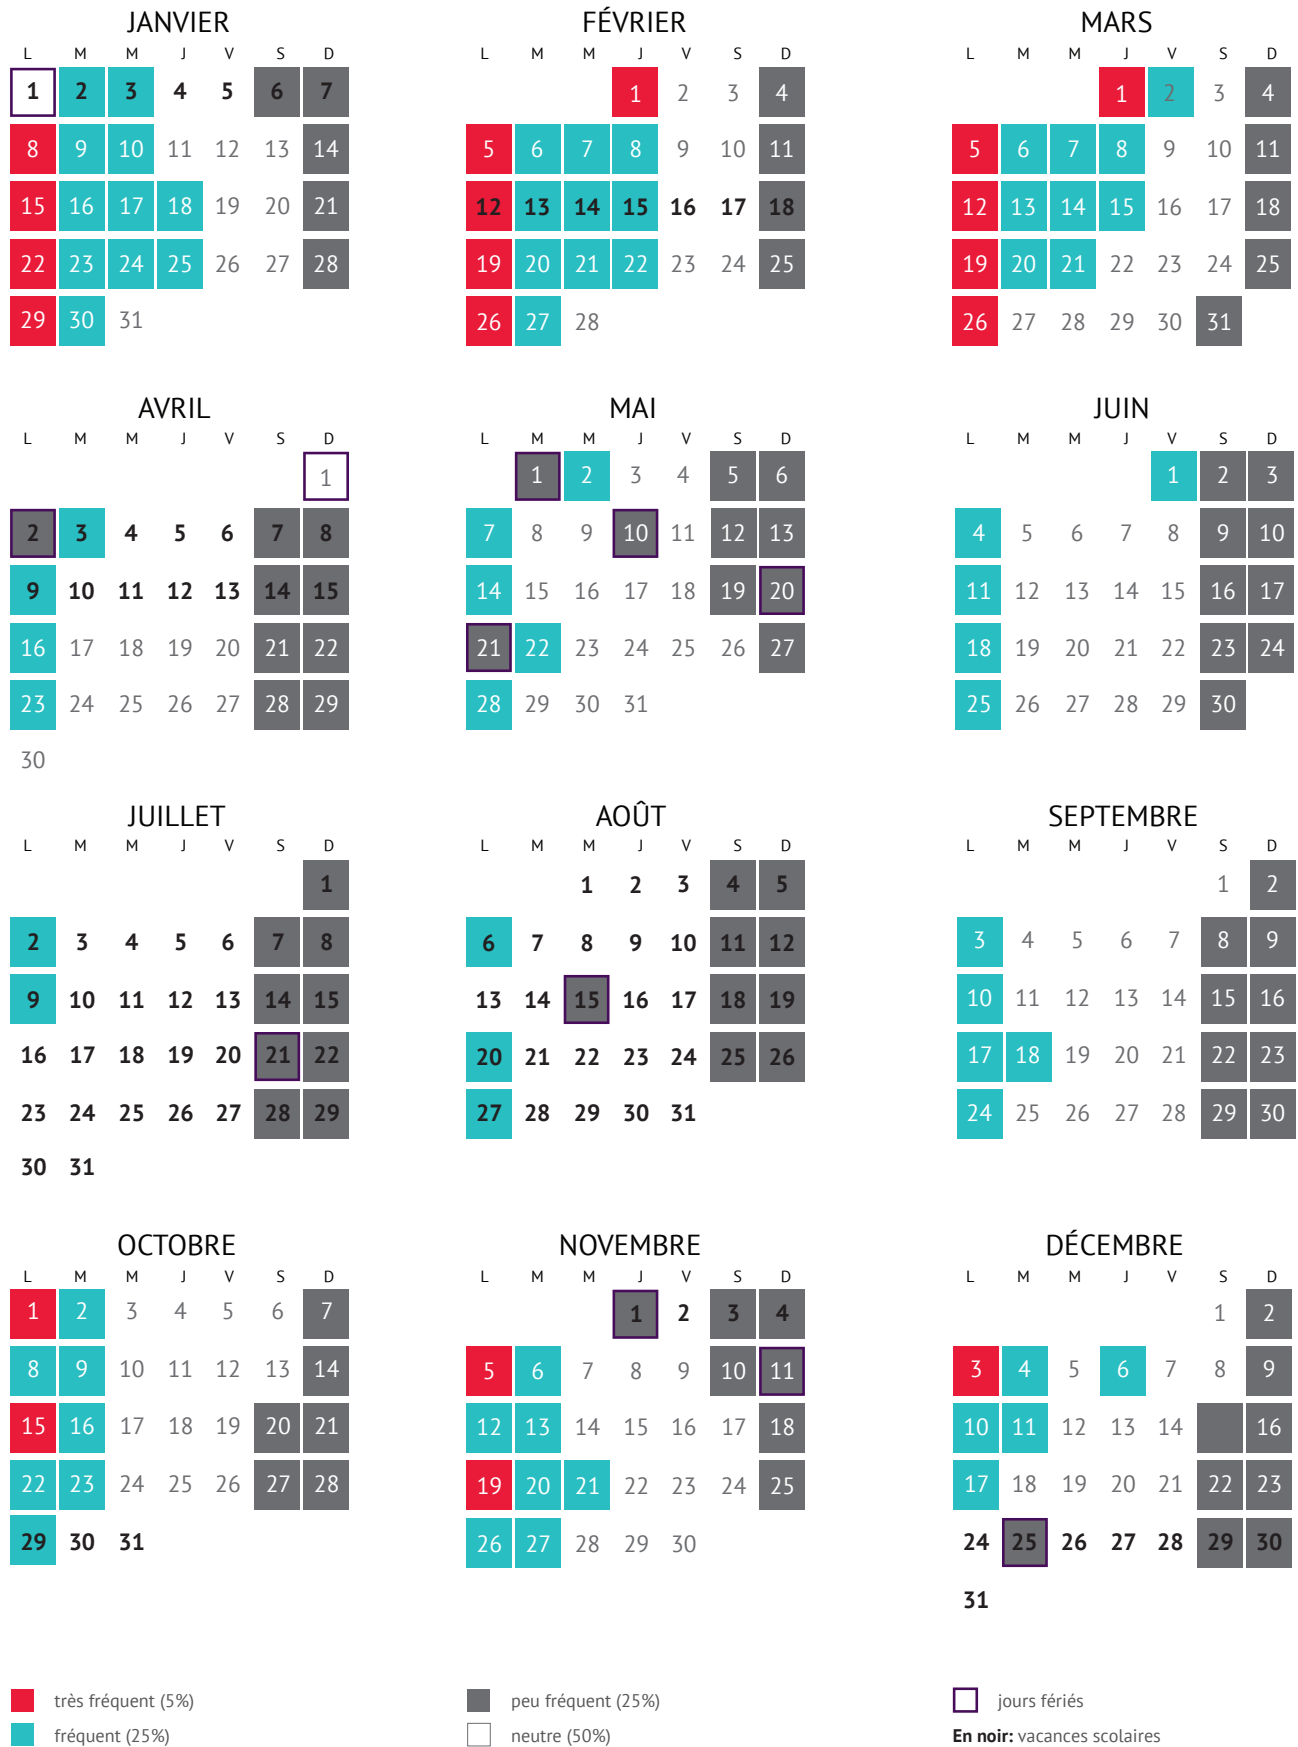 JANVIER
L M M J V S D
1 2 3 4 5 6 7
8 9 10 11 12 13 14
15 16 17 18 19 20 21
22 23 24 25 26 27 28
29 30 31
FÉVRIER
L M M J V S D
1 2 3 4
5 6 7 8 9 10 11
12 13 14 15 16 17 18
19 20 21 22 23 24 25
26 27 28
MARS
L M M J V S D
1 2 3 4
5 6 7 8 9 10 11
12 13 14 15 16 17 18
19 20 21 22 23 24 25
26 27 28 29 30 31
AVRIL
L M M J V S D
1
2 3 4 5 6 7 8
9 10 11 12 13 14 15
16 17 18 19 20 21 22
23 24 25 26 27 28 29
30
MAI
L M M J V S D
1 2 3 4 5 6
7 8 9 10 11 12 13
14 15 16 17 18 19 20
21 22 23 24 25 26 27
28 29 30 31
JUIN
L M M J V S D
1 2 3
4 5 6 7 8 9 10
11 12 13 14 15 16 17
18 19 20 21 22 23 24
25 26 27 28 29 30
JUILLET
L M M J V S D
1
2 3 4 5 6 7 8
9 10 11 12 13 14 15
16 17 18 19 20 21 22
23 24 25 26 27 28 29
30 31
AOÛT
L M M J V S D
1 2 3 4 5
6 7 8 9 10 11 12
13 14 15 16 17 18 19
20 21 22 23 24 25 26
27 28 29 30 31
SEPTEMBRE
L M M J V S D
1 2
3 4 5 6 7 8 9
10 11 12 13 14 15 16
17 18 19 20 21 22 23
24 25 26 27 28 29 30
OCTOBRE
L M M J V S D
1 2 3 4 5 6 7
8 9 10 11 12 13 14
15 16 17 18 19 20 21
22 23 24 25 26 27 28
29 30 31
NOVEMBRE
L M M J V S D
1 2 3 4
5 6 7 8 9 10 11
12 13 14 15 16 17 18
19 20 21 22 23 24 25
26 27 28 29 30
DÉCEMBRE
L M M J V S D
1 2
3 4 5 6 7 8 9
10 11 12 13 14 16
17 18 19 20 21 22 23
24 25 26 27 28 29 30
31
très fréquent (5%)
fréquent (25%)
peu fréquent (25%)
neutre (50%)
jours fériés
En noir: vacances scolaires